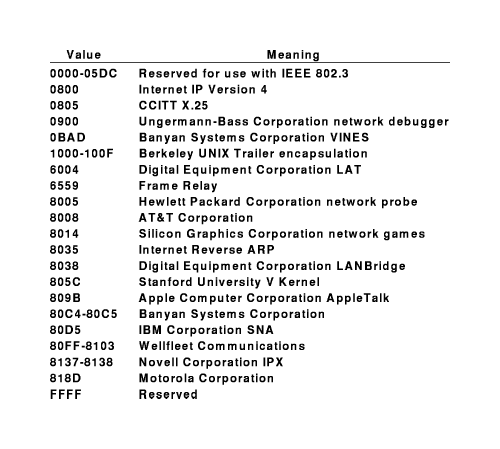 Value Meaning
0000-05DC Reserved for use with IEEE 802.3
0800 Internet IP Version 4
0805 CCITT X.25
0900 Ungermann-Bass Corporation network debugger
0BAD Banyan Systems Corporation VINES
1000-100F Berkeley UNIX Trailer encapsulation
6004 Digital Equipment Corporation LAT
6559 Frame Relay
8005 Hewlett Packard Corporation network probe
8008 AT&T Corporation
8014 Silicon Graphics Corporation network games
8035 Internet Reverse ARP
8038 Digital Equipment Corporation LANBridge
805C Stanford University V Kernel
809B Apple Computer Corporation AppleTalk
80C4-80C5 Banyan Systems Corporation
80D5 IBM Corporation SNA
80FF-8103 Wellfleet Communications
8137-8138 Novell Corporation IPX
818D Motorola Corporation
FFFF Reserved